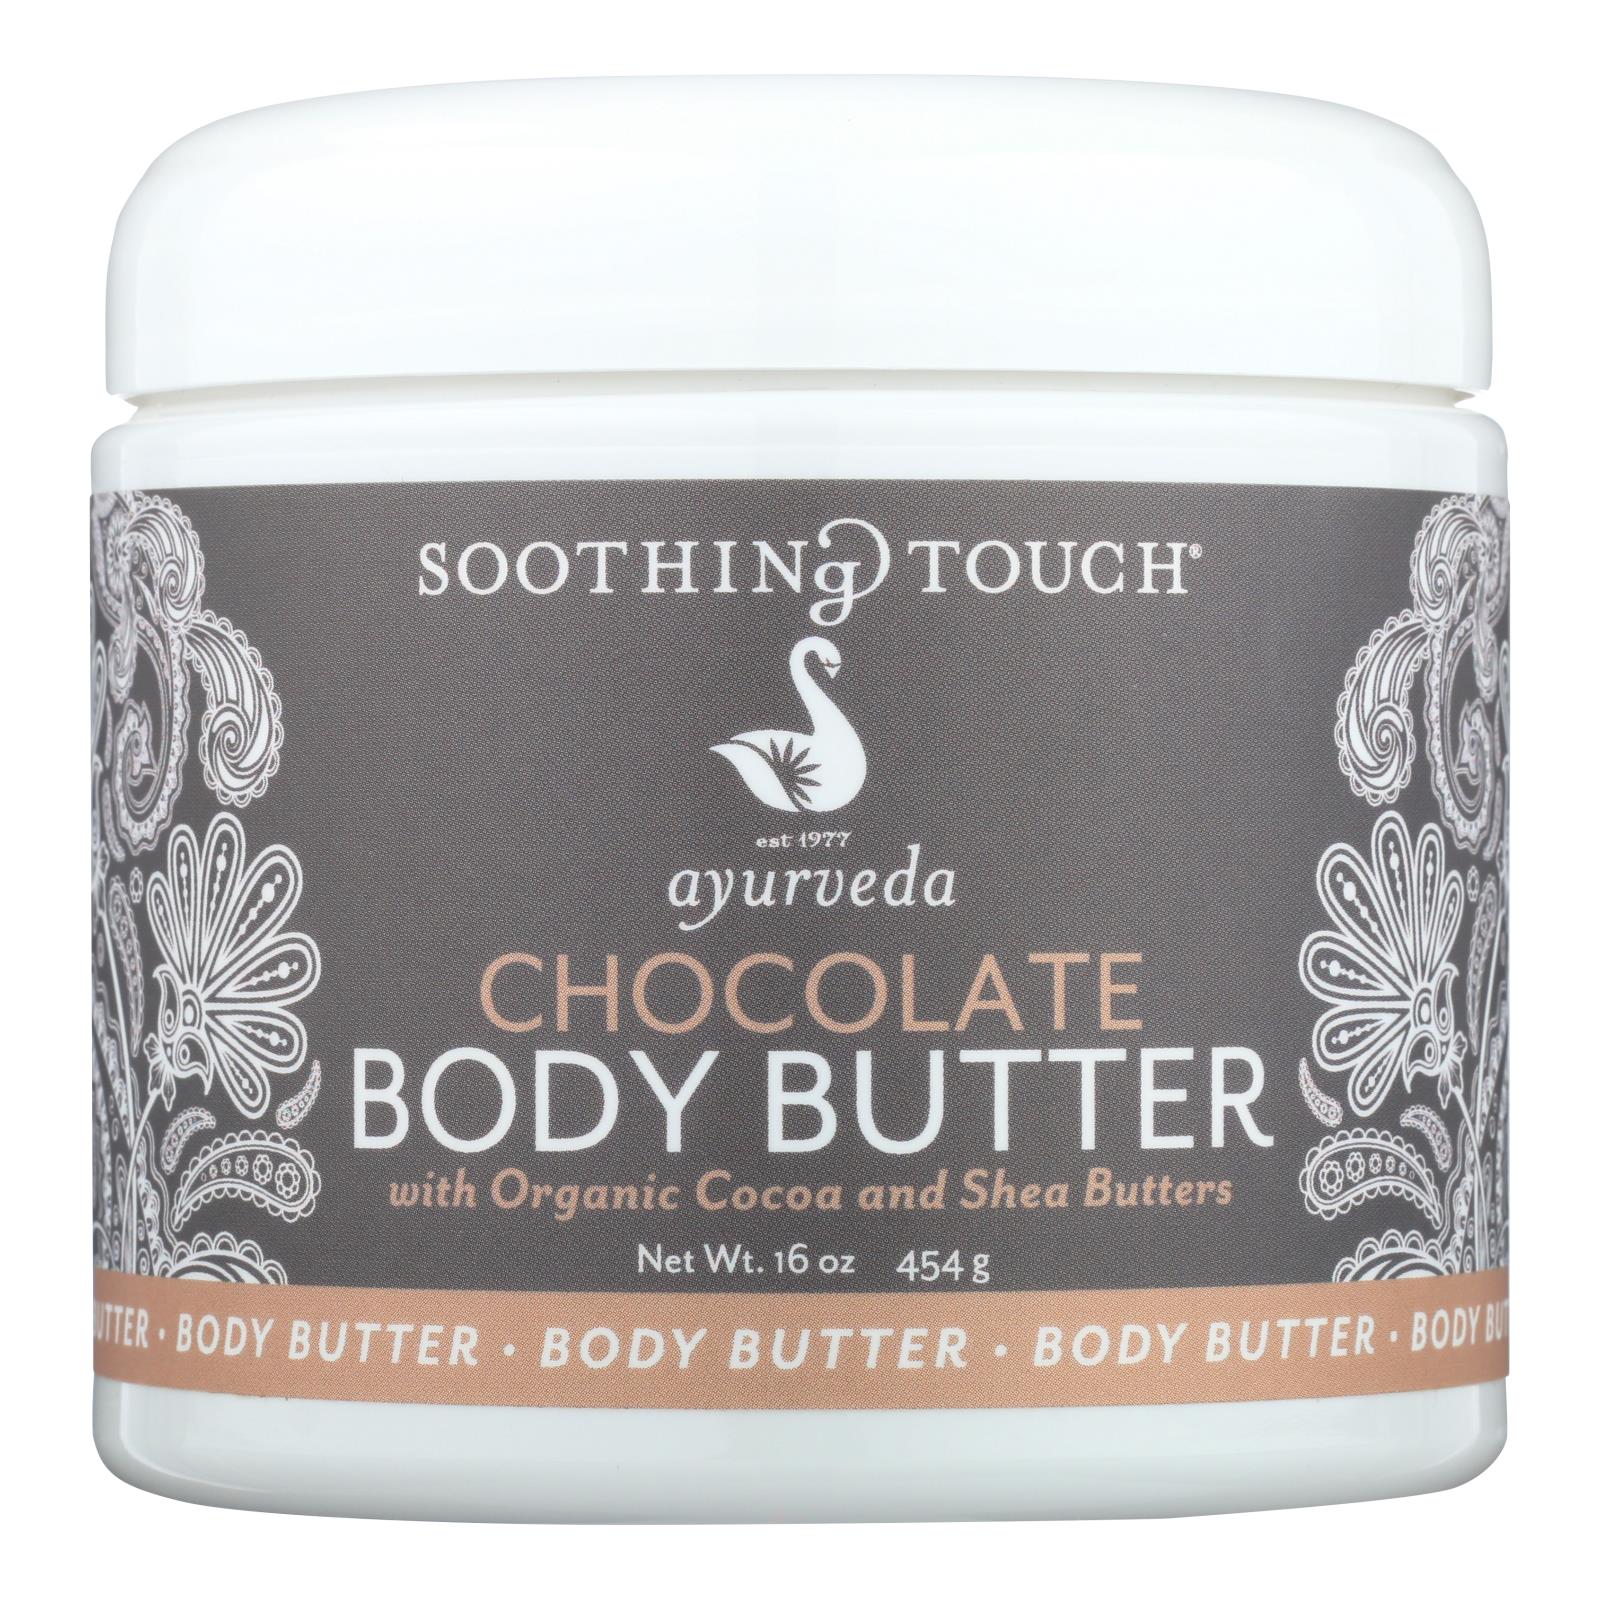 SOOTHINg TOUCH®
est 1977
ayurveda
CHOCOLATE
BODY BUTTER
with Organic Cocoa and Shea Butters
Net Wt. 16 oz 454 g
UTTER · BODY BUTTER · BODY BUTTER · BODY BUTTER · BODY BU